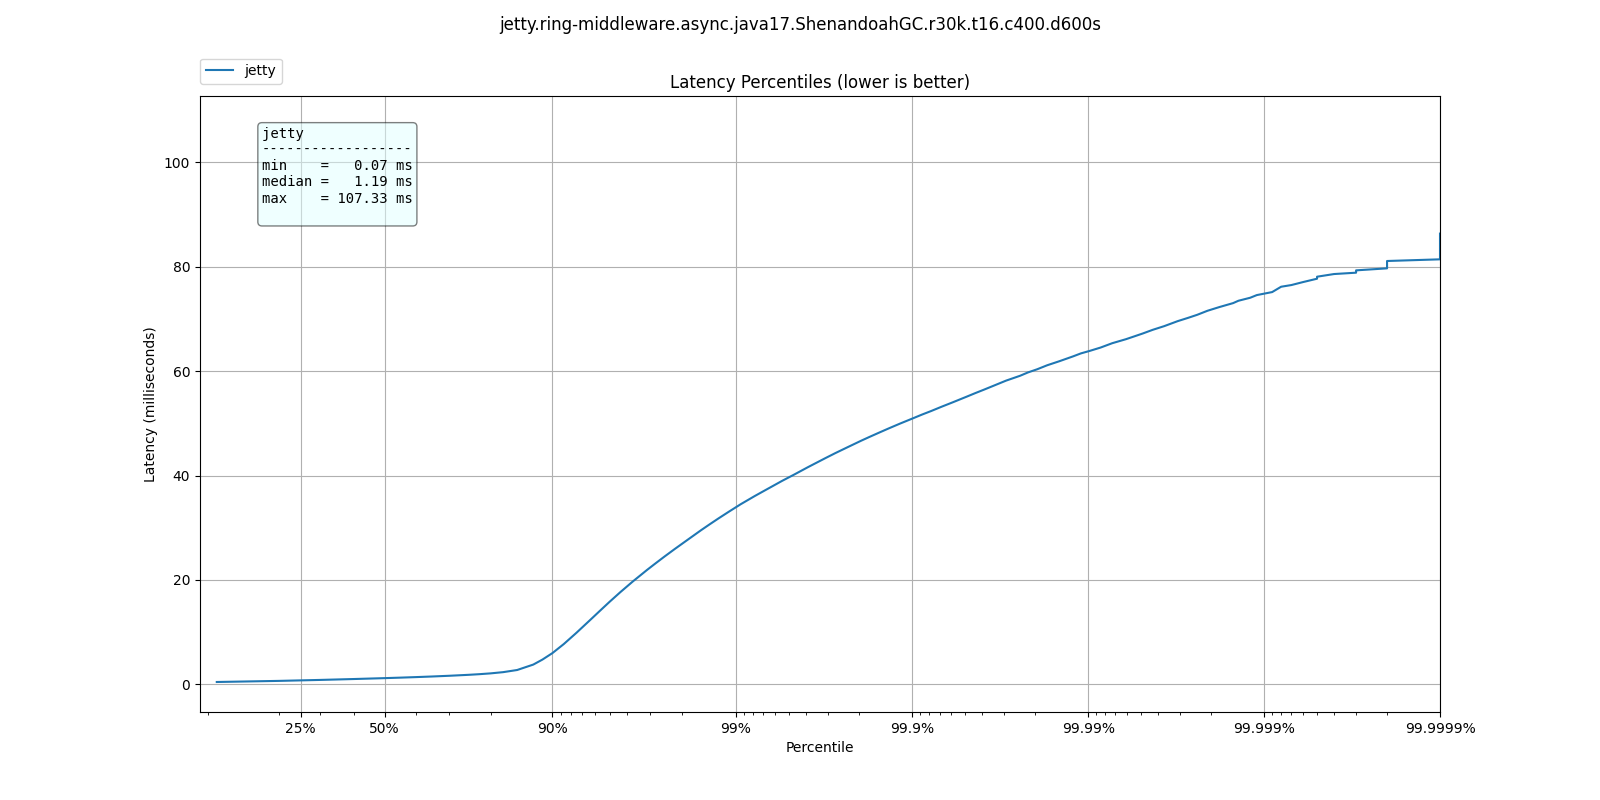 jetty.ring-middleware.async.java17.ShenandoahGC.r30k.t16.c400.d600s
jetty
Latency Percentiles (lower is better)
jetty
------------------
min    =   0.07 ms
median =   1.19 ms
max    = 107.33 ms
100
80
60
40
20
0
Latency (milliseconds)
25% 50% 90% 99% 99.9% 99.99% 99.999% 99.9999%
Percentile